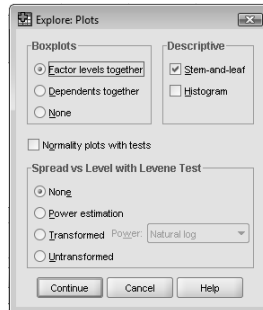 Explore: Plots
Boxplots
Factor levels together
Dependents together
None
Descriptive
Stem-and-leaf
Histogram
Normality plots with tests
Spread vs Level with Levene Test
None
Power estimation
Transformed Power: Natural log
Untransformed
Continue Cancel Help